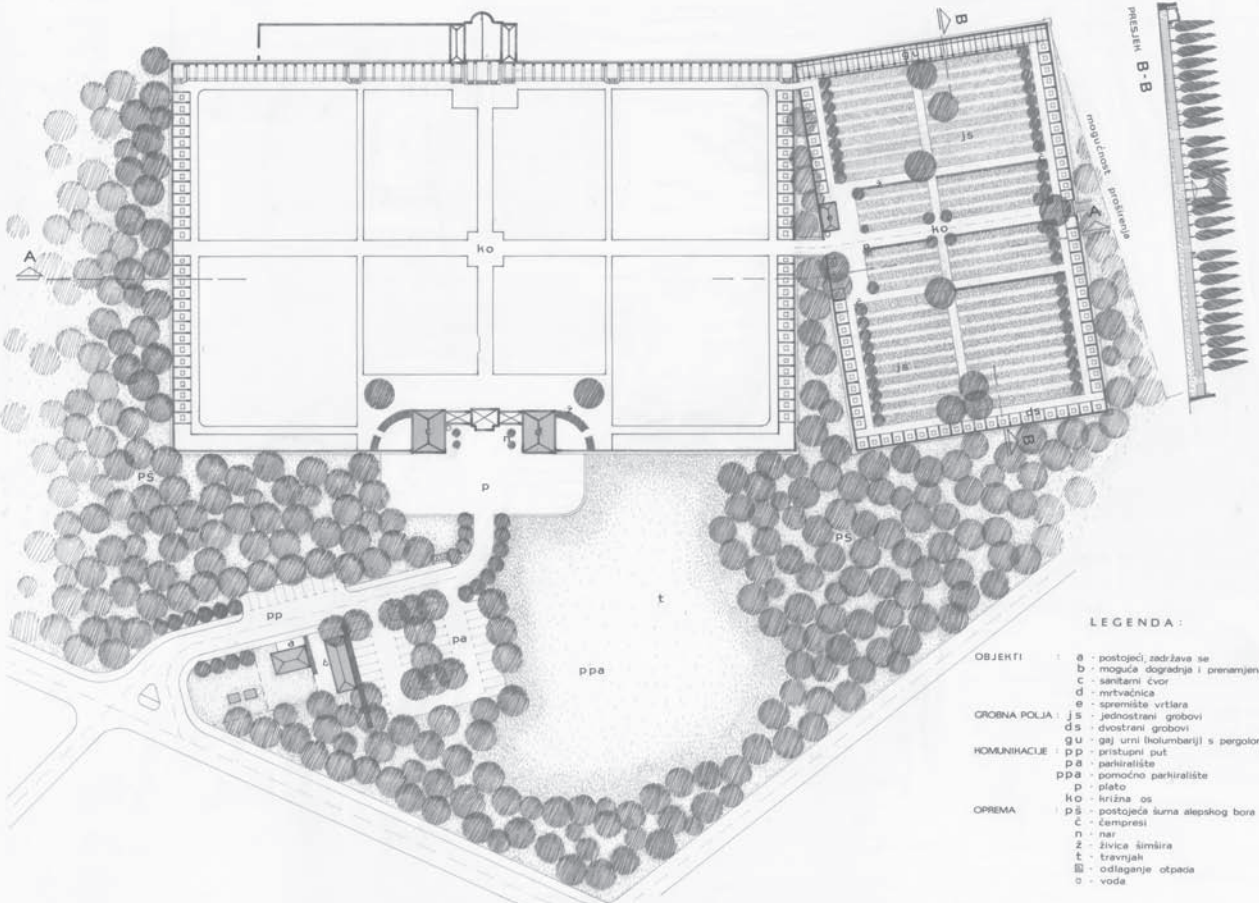 B
PRESJEK B-B
gu
js
mogućnost proširenja
A
A
ko
ko
js
ds
B
p
PŠ
PŠ
pp
t
pa
a
b
ppa
LEGENDA :
OBJEKTI : a - postojeći, zadržava se
b - moguća dogradnja i prenamjen
c - sanitarni čvor
d - mrtvačnica
e - spremište vrtlara
GROBNA POLJA : js - jednostrani grobovi
ds - dvostrani grobovi
gu - gaj urni (kolumbarij) s pergolom
KOMUNIKACIJE : pp - pristupni put
pa - parkiralište
ppa - pomoćno parkiralište
p - plato
ko - križna os
OPREMA : pš - postojeća šuma alepskog bora
č - čempresi
n - nar
ž - živica šimšira
t - travnjak
odlaganje otpada
o - voda